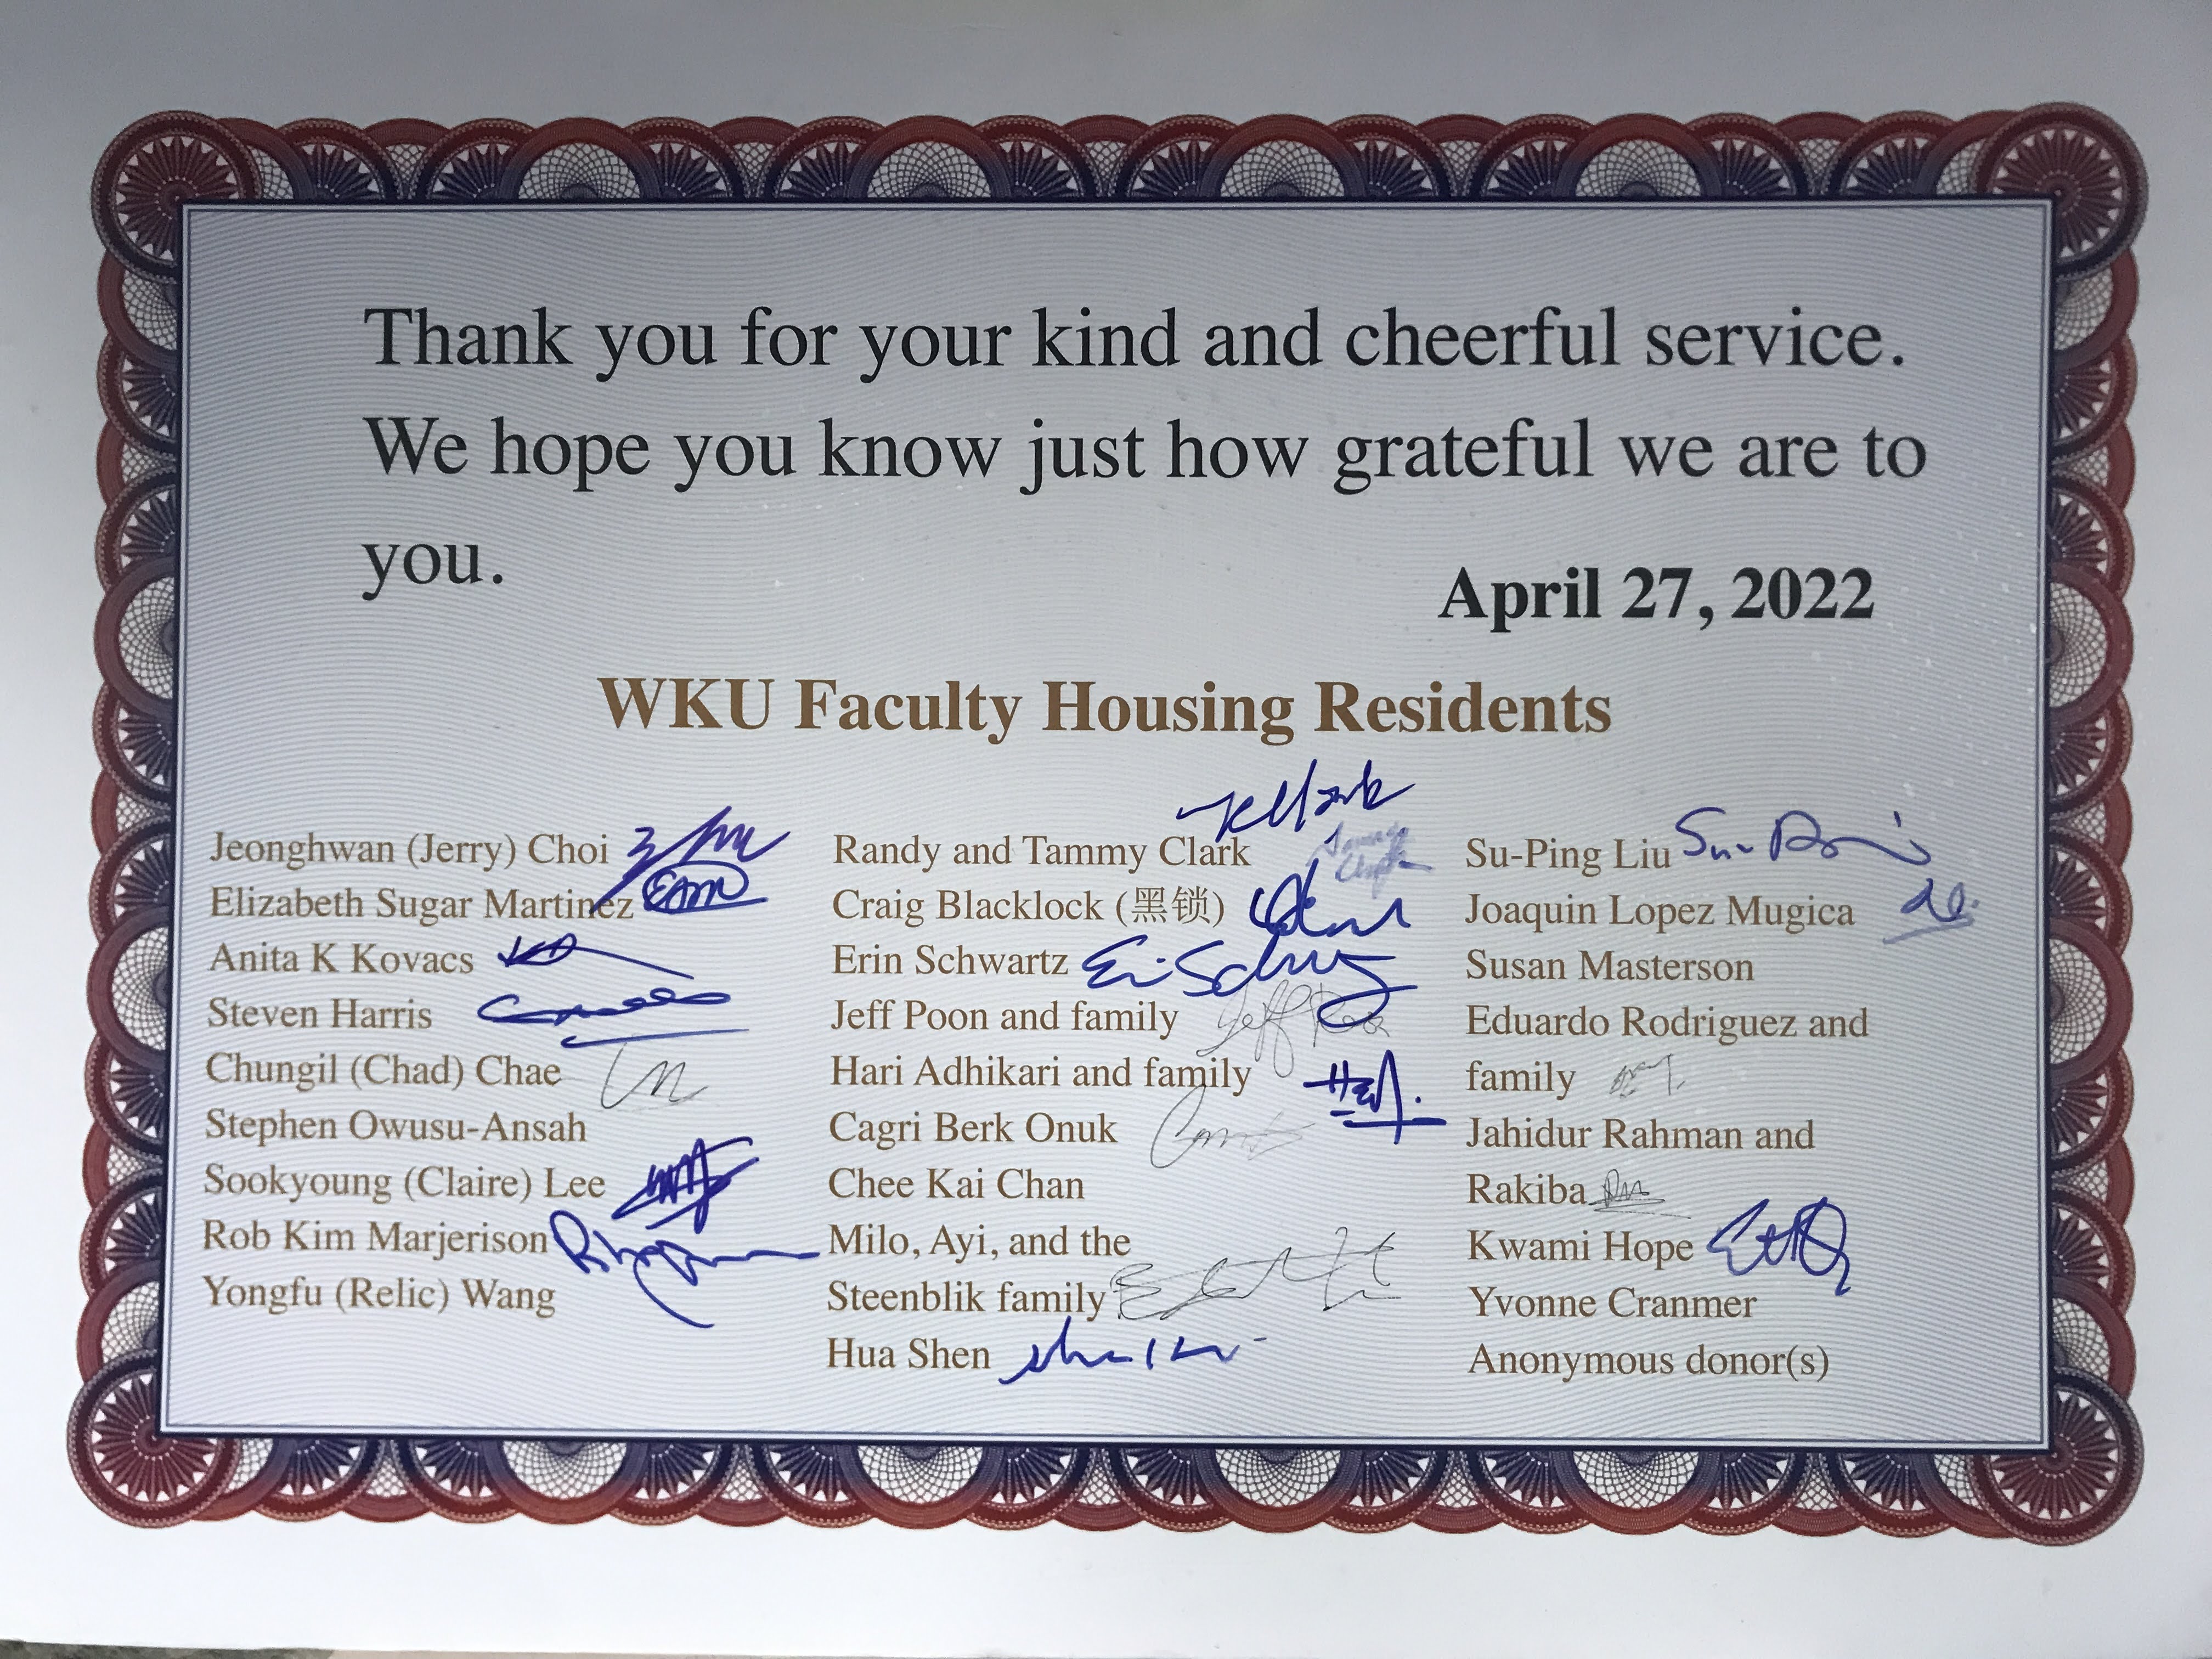 Thank you for your kind and cheerful service.
We hope you know just how grateful we are to
you.
April 27, 2022
WKU Faculty Housing Residents
Jeonghwan (Jerry) Choi
Elizabeth Sugar Martinez
Anita K Kovacs
Steven Harris
Chungil (Chad) Chae
Stephen Owusu-Ansah
Sookyoung (Claire) Lee
Rob Kim Marjerison
Yongfu (Relic) Wang
Randy and Tammy Clark
Craig Blacklock (黑锁)
Erin Schwartz
Jeff Poon and family
Hari Adhikari and family
Cagri Berk Onuk
Chee Kai Chan
Milo, Ayi, and the
Steenblik family
Hua Shen
Su-Ping Liu
Joaquin Lopez Mugica
Susan Masterson
Eduardo Rodriguez and
family
Jahidur Rahman and
Rakiba
Kwami Hope
Yvonne Cranmer
Anonymous donor(s)